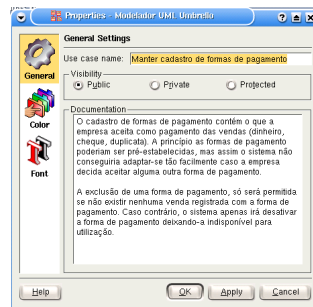 Properties - Modelador UML Umbrello
General Settings
General
Color
Font
Use case name: Manter cadastro de formas de pagamento
Visibility
Public Private Protected
Documentation
O cadastro de formas de pagamento contém o que a
empresa aceita como pagamento das vendas (dinheiro,
cheque, duplicata). A princípio as formas de pagamento
poderiam ser pré-estabelecidas, mas assim o sistema não
conseguiria adaptar-se tão facilmente caso a empresa
decida aceitar alguma outra forma de pagamento.
A exclusão de uma forma de pagamento, só será permitida
se não existir nenhuma venda registrada com a forma de
pagamento. Caso contrário, o sistema apenas irá desativar
a forma de pagamento deixando-a indisponível para
utilização.
Help OK Apply Cancel